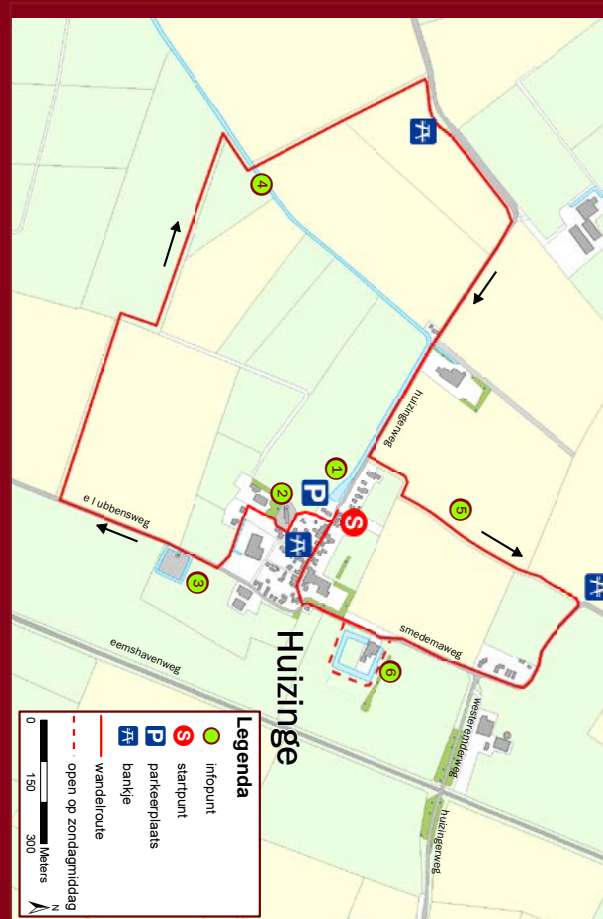 4
1
2
P
S
3
5
6
huizingerweg
e l ubbensweg
eemshavenweg
smedemaweg
westeremderweg
huizingerweg
Huizinge
Legenda
infopunt
S startpunt
P parkeerplaats
bankje
wandelroute
open op zondagmiddag
0 150 300
Meters
N